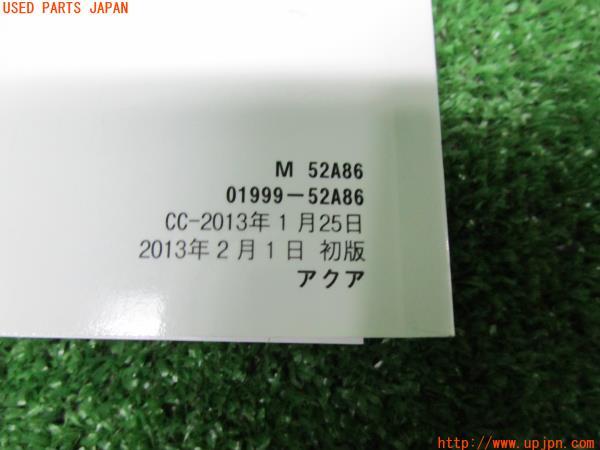 USED PARTS JAPAN
M 52A86
01999-52A86
CC-2013年1月25日
2013年2月1日 初版
アクア
http://www.upjpn.com